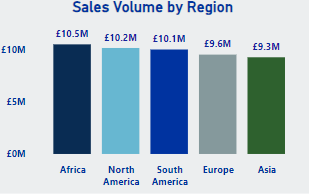 Sales Volume by Region
£10.5M
£10.2M
£10.1M
£9.6M
£9.3M
£10M
£5M
£0M
Africa
North
America
South
America
Europe
Asia